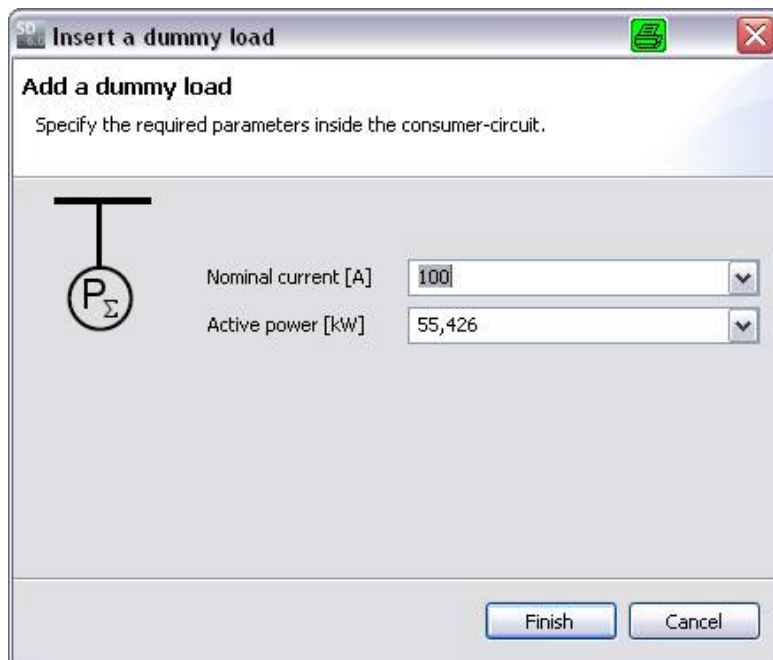 Insert a dummy load
Add a dummy load
Specify the required parameters inside the consumer-circuit.
PΣ
Nominal current [A] 100
Active power [kW] 55,426
Finish Cancel